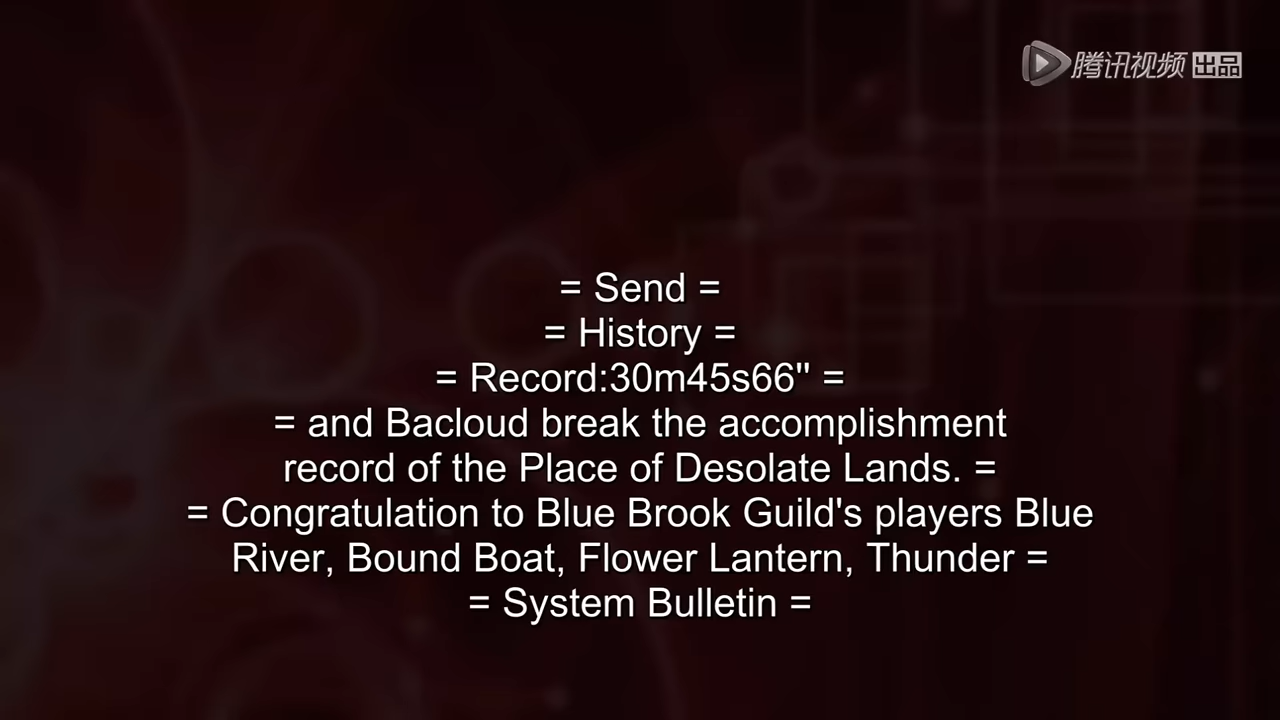 腾讯视频 出品
= Send =
= History =
= Record:30m45s66" =
= and Bacloud break the accomplishment
record of the Place of Desolate Lands. =
= Congratulation to Blue Brook Guild's players Blue
River, Bound Boat, Flower Lantern, Thunder =
= System Bulletin =